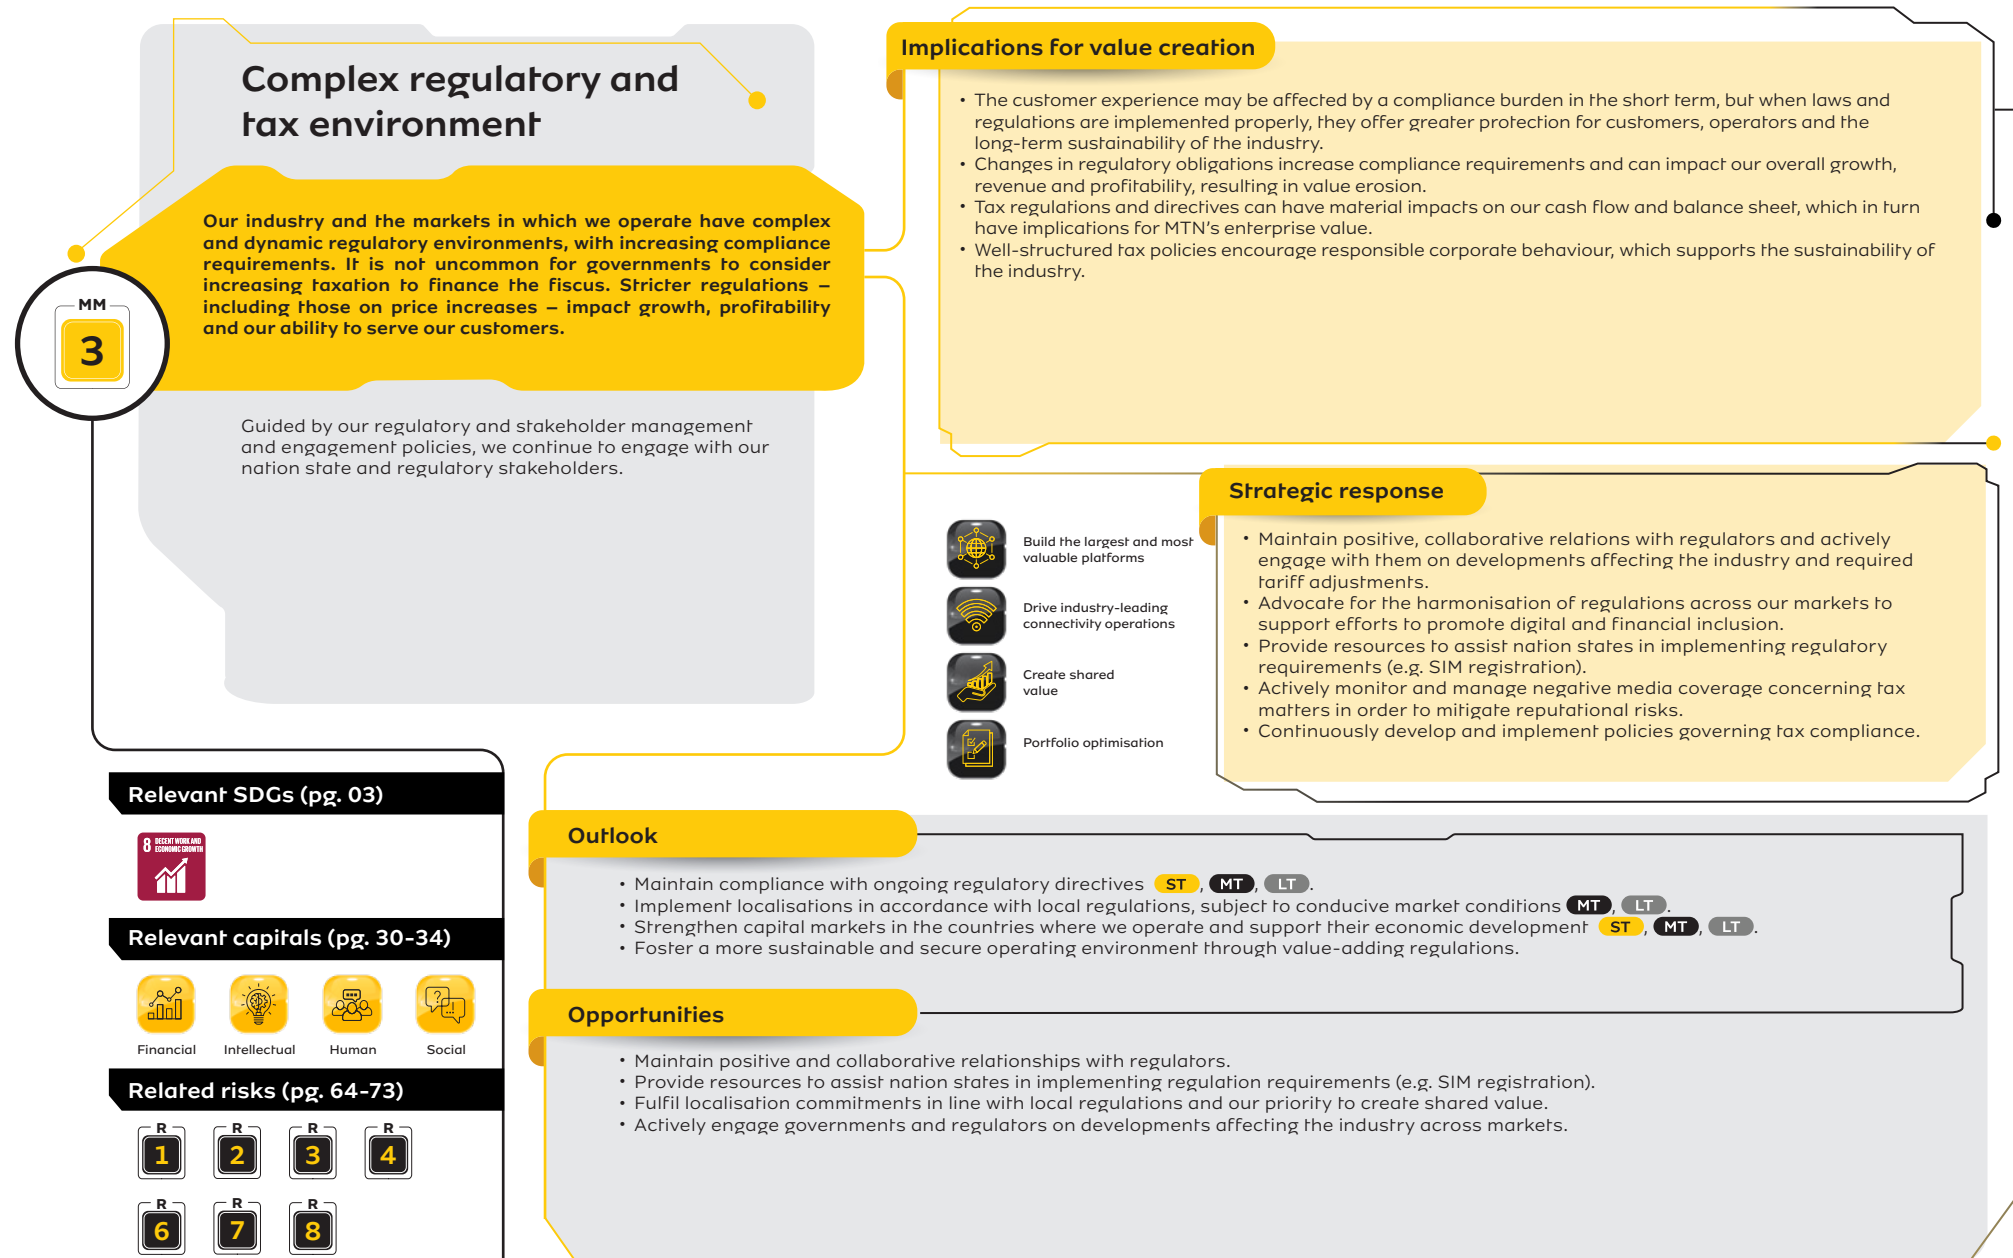 Complex regulatory and
tax environment
Our industry and the markets in which we operate have complex
and dynamic regulatory environments, with increasing compliance
requirements. It is not uncommon for governments to consider
increasing taxation to finance the fiscus. Stricter regulations –
including those on price increases – impact growth, profitability
and our ability to serve our customers.
MM
3
Guided by our regulatory and stakeholder management
and engagement policies, we continue to engage with our
nation state and regulatory stakeholders.
Implications for value creation
• The customer experience may be affected by a compliance burden in the short term, but when laws and
regulations are implemented properly, they offer greater protection for customers, operators and the
long-term sustainability of the industry.
• Changes in regulatory obligations increase compliance requirements and can impact our overall growth,
revenue and profitability, resulting in value erosion.
• Tax regulations and directives can have material impacts on our cash flow and balance sheet, which in turn
have implications for MTN's enterprise value.
• Well-structured tax policies encourage responsible corporate behaviour, which supports the sustainability of
the industry.
Build the largest and most
valuable platforms
Drive industry-leading
connectivity operations
Create shared
value
Portfolio optimisation
Strategic response
• Maintain positive, collaborative relations with regulators and actively
engage with them on developments affecting the industry and required
tariff adjustments.
• Advocate for the harmonisation of regulations across our markets to
support efforts to promote digital and financial inclusion.
• Provide resources to assist nation states in implementing regulatory
requirements (e.g. SIM registration).
• Actively monitor and manage negative media coverage concerning tax
matters in order to mitigate reputational risks.
• Continuously develop and implement policies governing tax compliance.
Relevant SDGs (pg. 03)
8 DECENT WORK AND
ECONOMIC GROWTH
Relevant capitals (pg. 30-34)
Financial Intellectual Human Social
Related risks (pg. 64-73)
R R R R
1 2 3 4
R R R
6 7 8
Outlook
• Maintain compliance with ongoing regulatory directives ST, MT, LT.
• Implement localisations in accordance with local regulations, subject to conducive market conditions MT, LT.
• Strengthen capital markets in the countries where we operate and support their economic development ST, MT, LT.
• Foster a more sustainable and secure operating environment through value-adding regulations.
Opportunities
• Maintain positive and collaborative relationships with regulators.
• Provide resources to assist nation states in implementing regulation requirements (e.g. SIM registration).
• Fulfil localisation commitments in line with local regulations and our priority to create shared value.
• Actively engage governments and regulators on developments affecting the industry across markets.